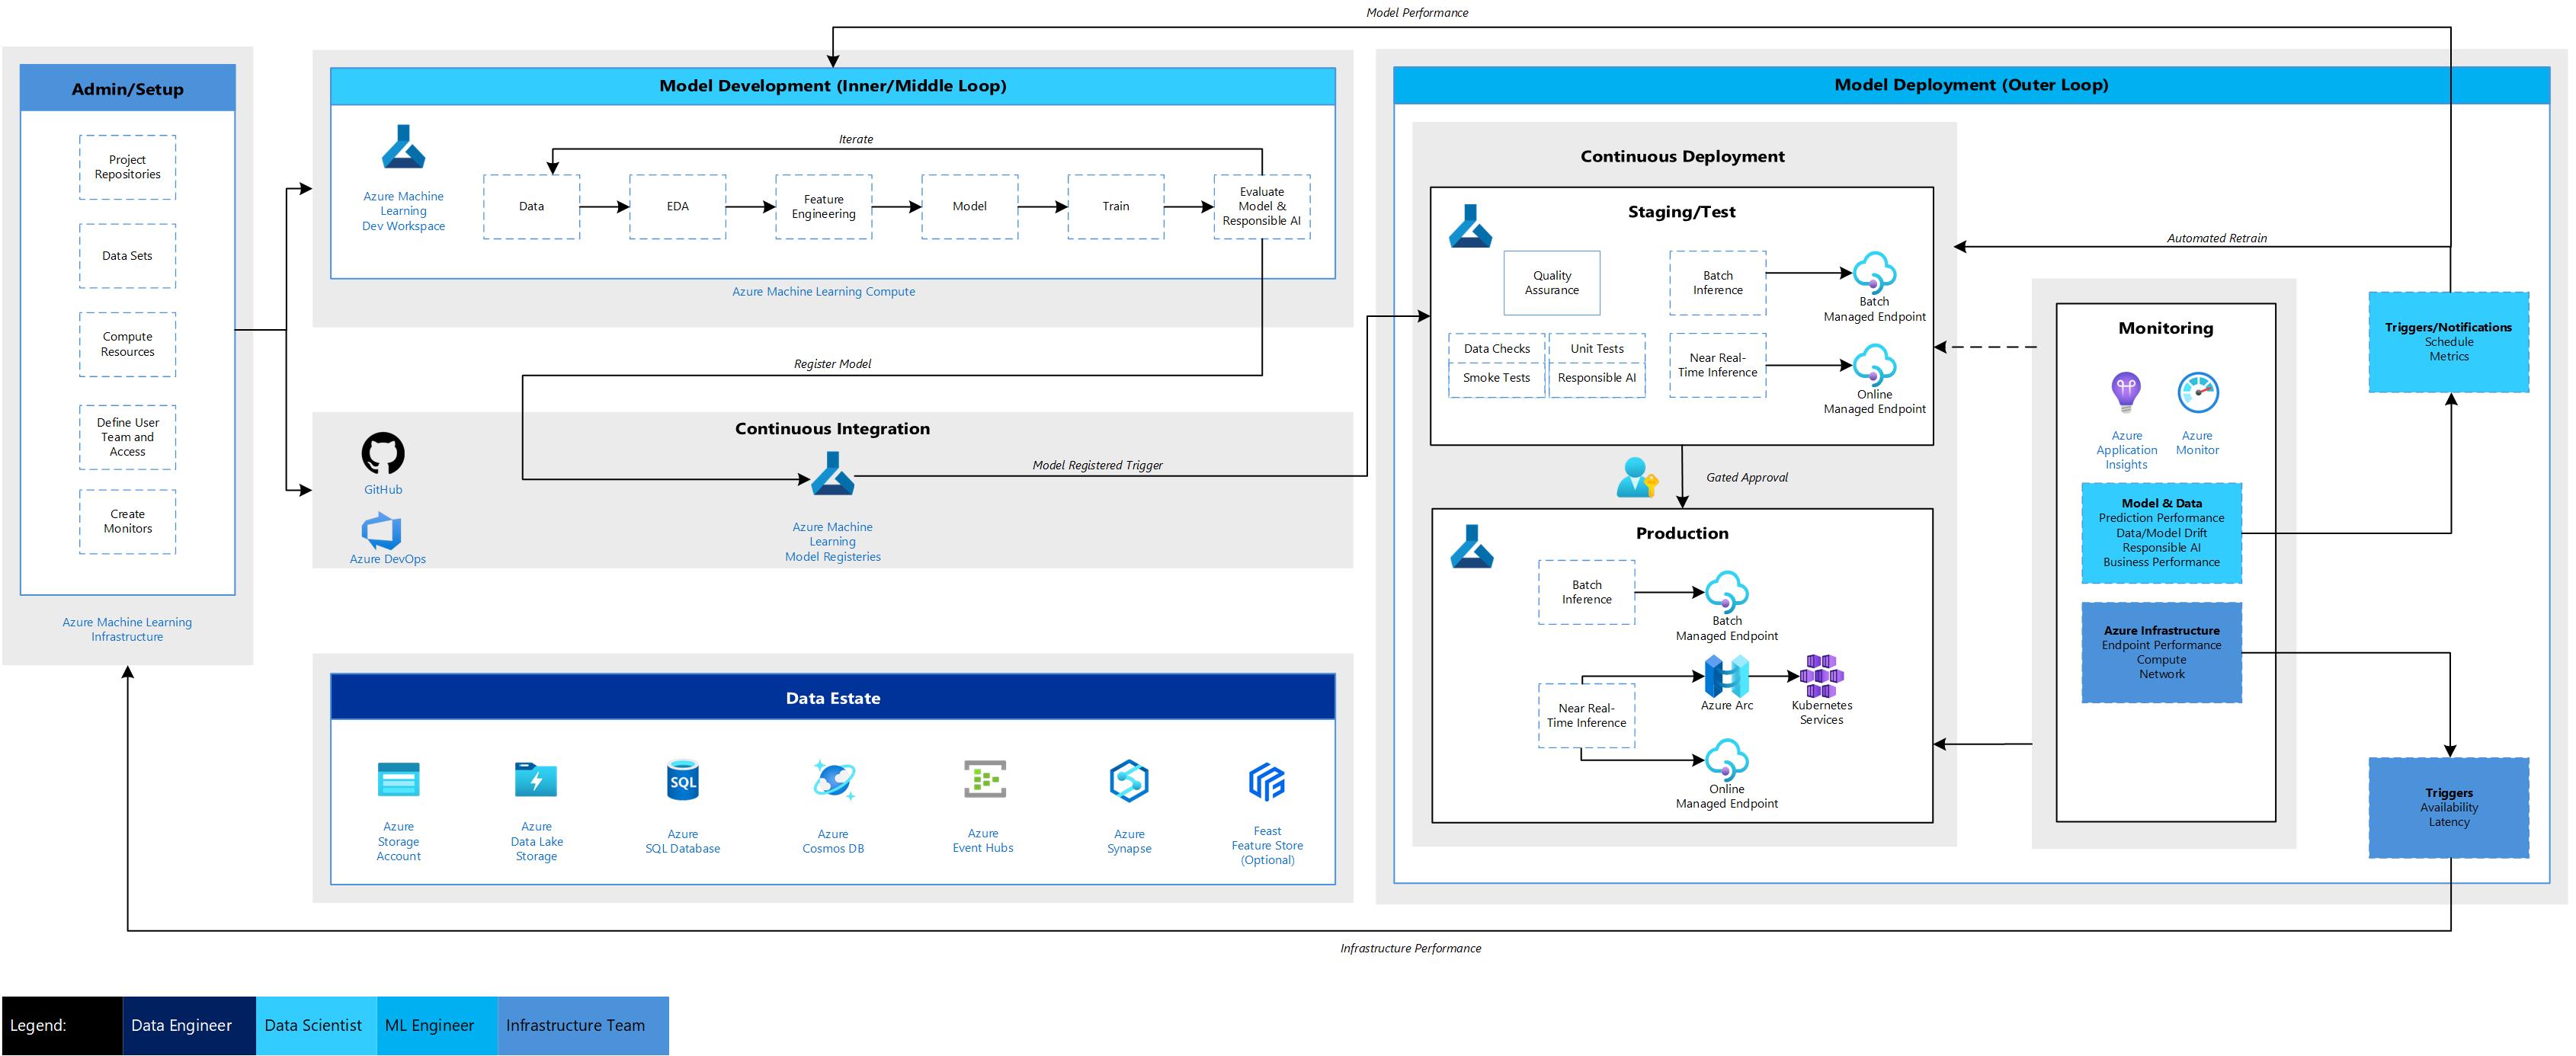 Model Performance
Admin/Setup
Project
Repositories
Data Sets
Compute
Resources
Define User
Team and
Access
Create
Monitors
Azure Machine Learning
Infrastructure
Model Development (Inner/Middle Loop)
Azure Machine
Learning
Dev Workspace
Iterate
Data
EDA
Feature
Engineering
Model
Train
Evaluate
Model &
Responsible AI
Azure Machine Learning Compute
Register Model
Continuous Integration
GitHub
Azure DevOps
Azure Machine
Learning
Model Registeries
Model Registered Trigger
Data Estate
Azure
Storage
Account
Azure
Data Lake
Storage
SQL
Azure
SQL Database
Azure
Cosmos DB
Azure
Event Hubs
Azure
Synapse
Feast
Feature Store
(Optional)
Model Deployment (Outer Loop)
Continuous Deployment
Staging/Test
Quality
Assurance
Data Checks
Unit Tests
Smoke Tests
Responsible AI
Batch
Inference
Batch
Managed Endpoint
Near Real-
Time Inference
Online
Managed Endpoint
Gated Approval
Production
Batch
Inference
Batch
Managed Endpoint
Near Real-
Time Inference
Azure Arc
Kubernetes
Services
Online
Managed Endpoint
Automated Retrain
Monitoring
Azure
Application
Insights
Azure
Monitor
Model & Data
Prediction Performance
Data/Model Drift
Responsible AI
Business Performance
Azure Infrastructure
Endpoint Performance
Compute
Network
Triggers/Notifications
Schedule
Metrics
Triggers
Availability
Latency
Infrastructure Performance
Legend:
Data Engineer
Data Scientist
ML Engineer
Infrastructure Team